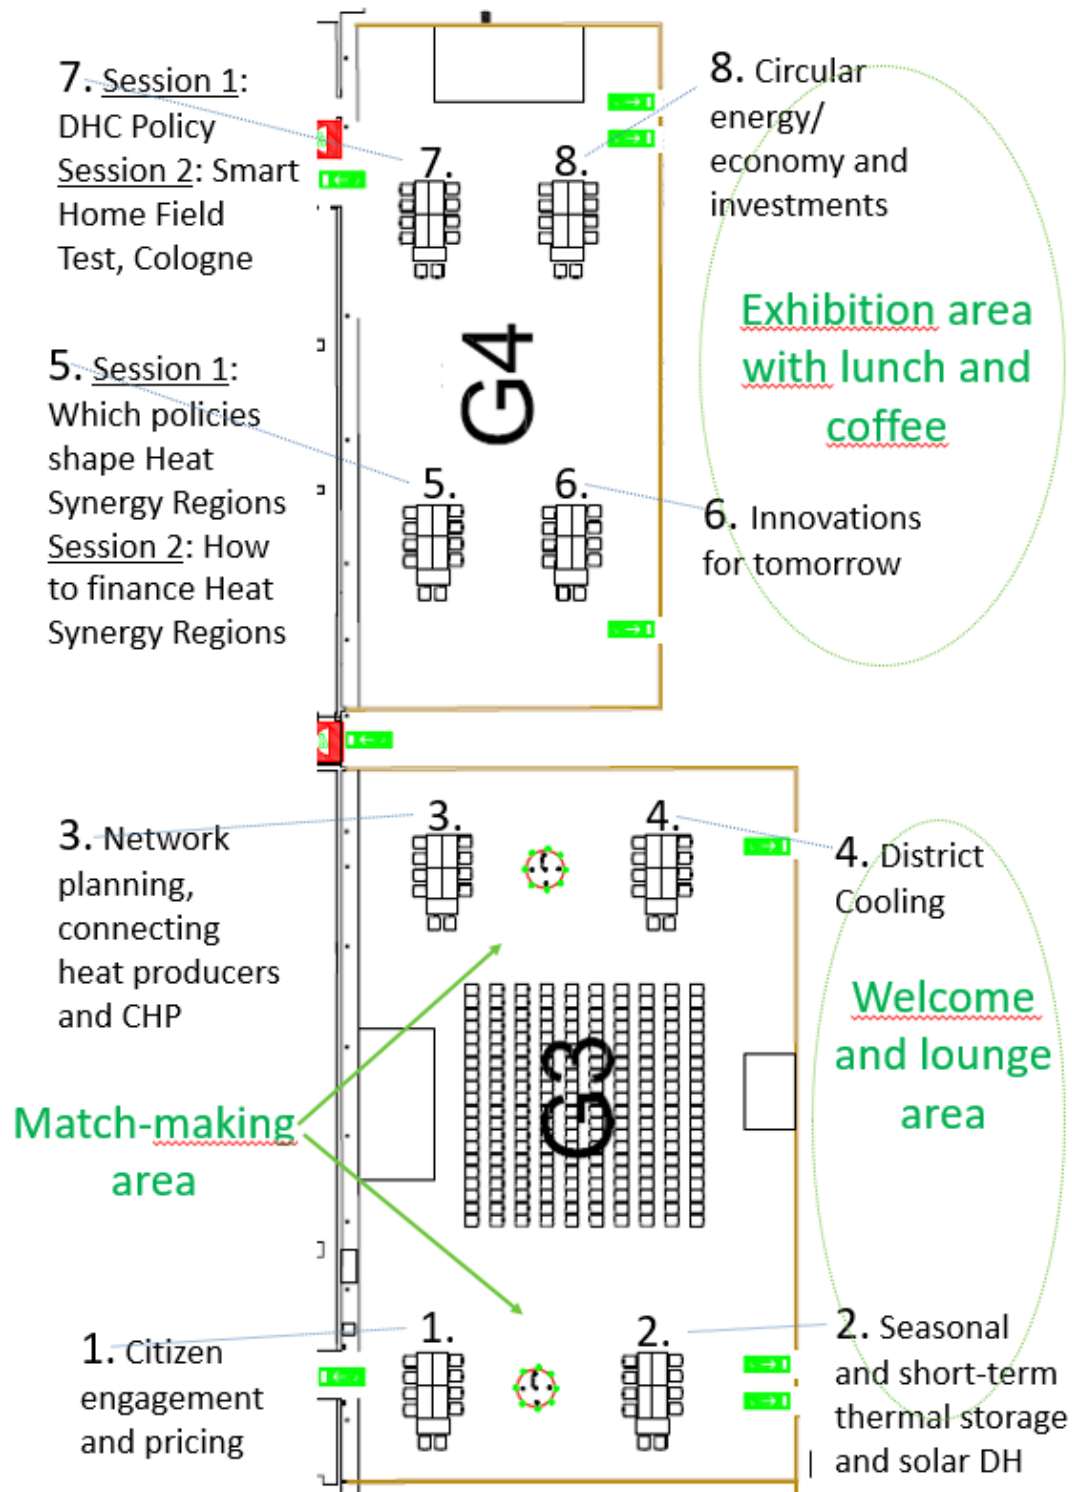 7. Session 1:
DHC Policy
Session 2: Smart
Home Field
Test, Cologne
8. Circular
energy/
economy and
investments
7.
8.
Exhibition area
with lunch and
coffee
G4
5. Session 1:
Which policies
shape Heat
Synergy Regions
Session 2: How
to finance Heat
Synergy Regions
5.
6.
6. Innovations
for tomorrow
3.
4.
3. Network
planning,
connecting
heat producers
and CHP
4. District
Cooling
Welcome
and lounge
area
G3
Match-making
area
1.
2.
1. Citizen
engagement
and pricing
2. Seasonal
and short-term
thermal storage
and solar DH